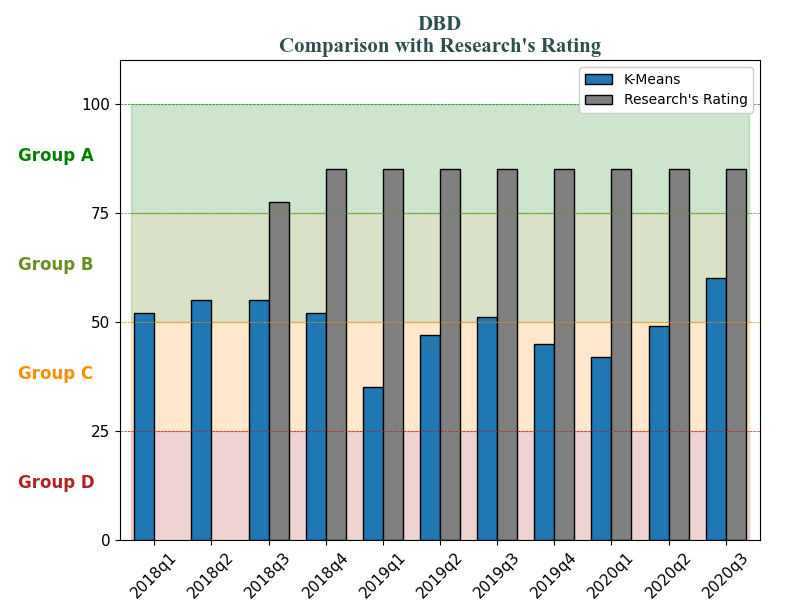 DBD
Comparison with Research's Rating
K-Means
Research's Rating
100
Group A
75
Group B
50
Group C
25
Group D
0
2018q1
2018q2
2018q3
2018q4
2019q1
2019q2
2019q3
2019q4
2020q1
2020q2
2020q3